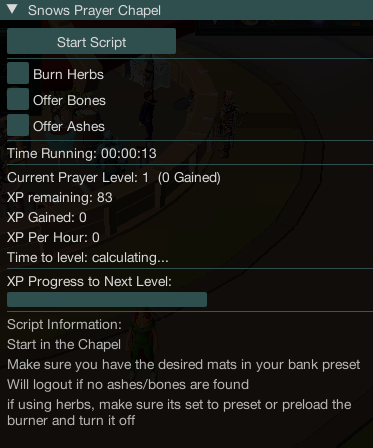 Snows Prayer Chapel
Start Script
Burn Herbs
Offer Bones
Offer Ashes
Time Running: 00:00:13
Current Prayer Level: 1 (0 Gained)
XP remaining: 83
XP Gained: 0
XP Per Hour: 0
Time to level: calculating...
XP Progress to Next Level:
Script Information:
Start in the Chapel
Make sure you have the desired mats in your bank preset
Will logout if no ashes/bones are found
if using herbs, make sure its set to preset or preload the
burner and turn it off